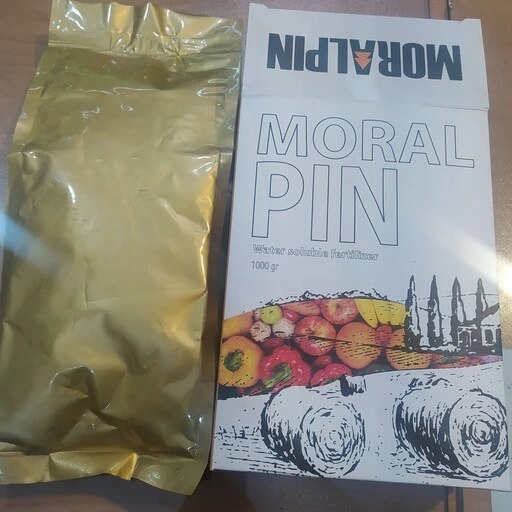 MORALPIN
MORAL
PIN
Water soluble fertilizer
1000 gr